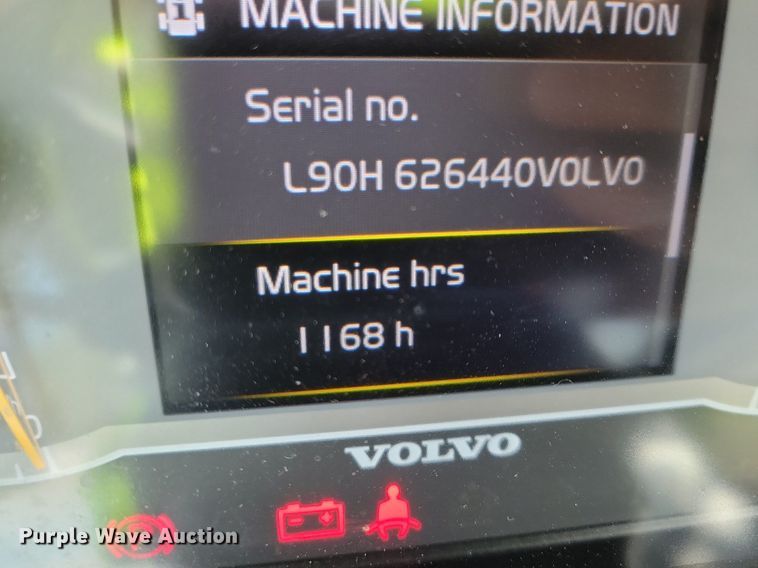 MACHINE INFORMATION
Serial no.
L90H 626440VOLVO
Machine hrs
1168 h
VOLVO
Purple Wave Auction